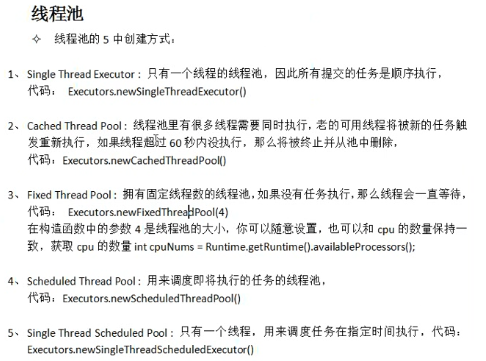 线程池
✧ 线程池的 5 中创建方式：
1、 Single Thread Executor : 只有一个线程的线程池，因此所有提交的任务是顺序执行，
代码： Executors.newSingleThreadExecutor()
2、 Cached Thread Pool : 线程池里有很多线程需要同时执行，老的可用线程将被新的任务触
发重新执行，如果线程超过 60 秒内没执行，那么将被终止并从池中删除，
代码：Executors.newCachedThreadPool()
3、 Fixed Thread Pool : 拥有固定线程数的线程池，如果没有任务执行，那么线程会一直等待，
代码： Executors.newFixedThreadPool(4)
在构造函数中的参数 4 是线程池的大小，你可以随意设置，也可以和 cpu 的数量保持一
致，获取 cpu 的数量 int cpuNums = Runtime.getRuntime().availableProcessors();
4、 Scheduled Thread Pool : 用来调度即将执行的任务的线程池，
代码：Executors.newScheduledThreadPool()
5、 Single Thread Scheduled Pool : 只有一个线程，用来调度任务在指定时间执行，代码：
Executors.newSingleThreadScheduledExecutor()